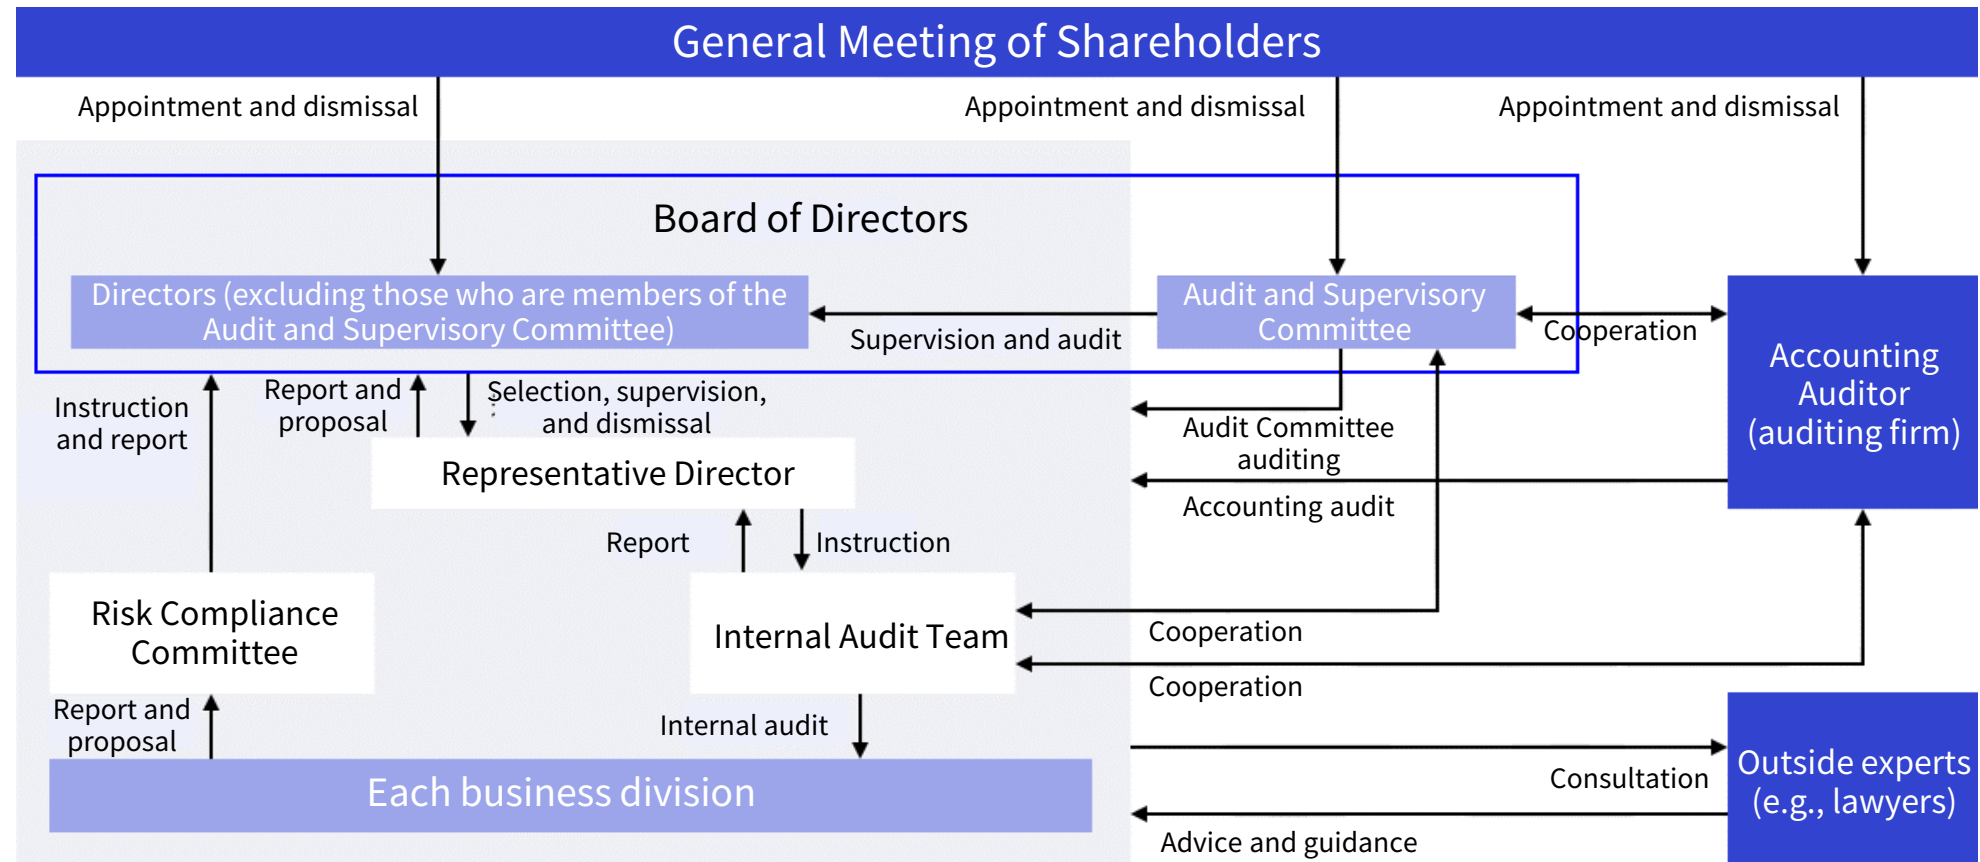 General Meeting of Shareholders
Appointment and dismissal
Appointment and dismissal
Appointment and dismissal
Board of Directors
Directors (excluding those who are members of the
Audit and Supervisory Committee)
Supervision and audit
Audit and Supervisory
Committee
Cooperation
Accounting
Auditor
(auditing firm)
Instruction
and report
Report and
proposal
Selection, supervision,
and dismissal
Audit Committee
auditing
Representative Director
Accounting audit
Report
Instruction
Risk Compliance
Committee
Internal Audit Team
Cooperation
Cooperation
Report and
proposal
Internal audit
Each business division
Consultation
Outside experts
(e.g., lawyers)
Advice and guidance